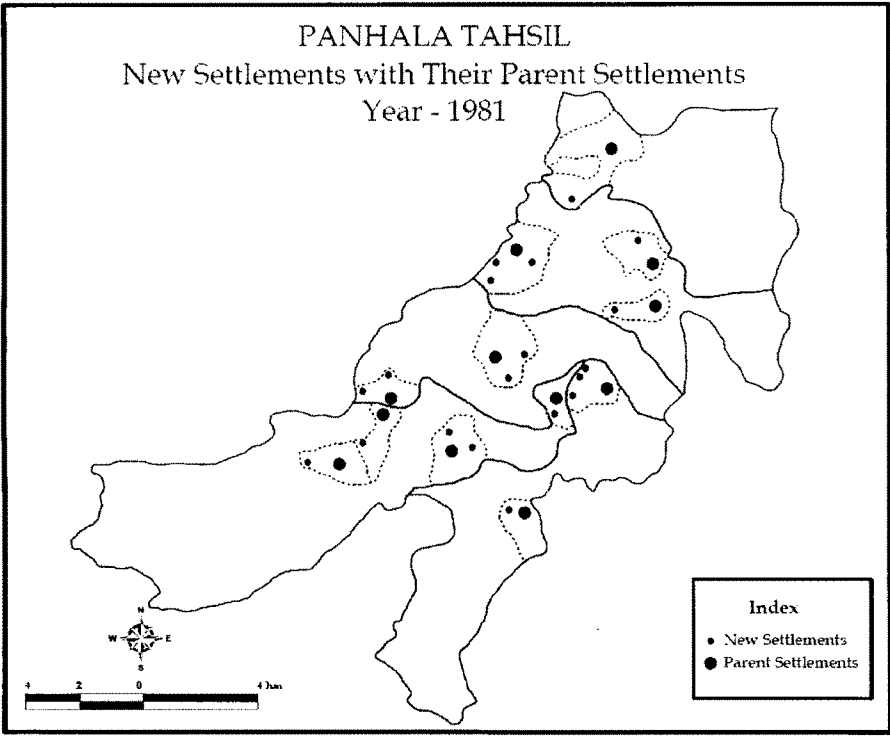 PANHALA TAHSIL
New Settlements with Their Parent Settlements
Year - 1981
N
W E
S
4 2 0 4 km
Index
New Settlements
Parent Settlements